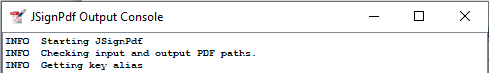 JSignPdf Output Console
INFO  Starting JSignPdf
INFO  Checking input and output PDF paths.
INFO  Getting key alias